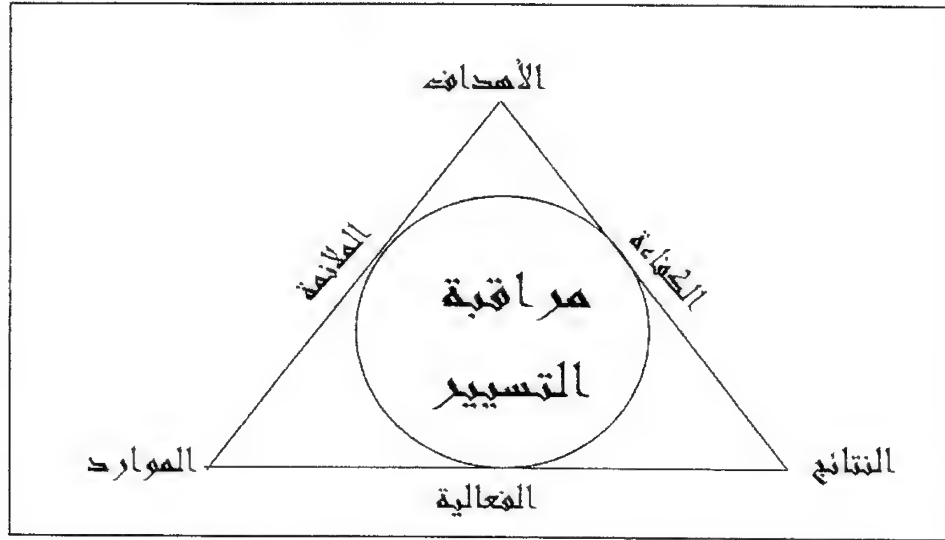 الأهداف
الكفاءة
الملائمة
مراقبة
التسيير
النتائج
الموارد
الفعالية